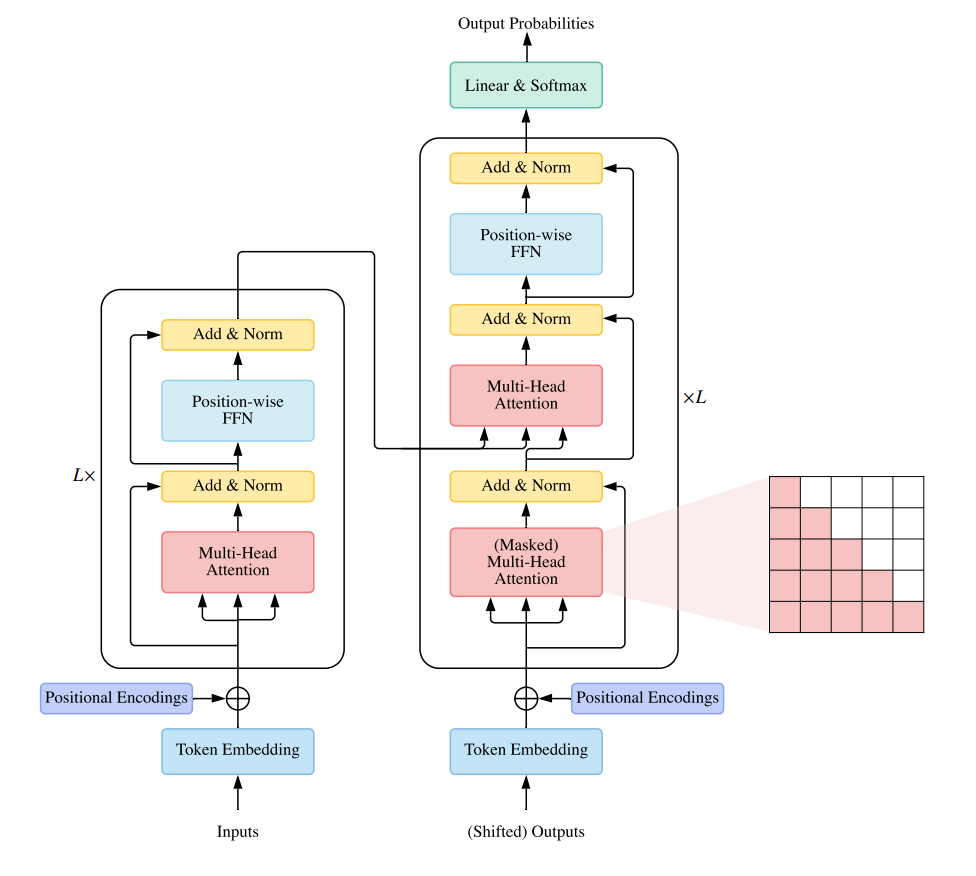 Output Probabilities
Linear & Softmax
Add & Norm
Position-wise
FFN
Add & Norm
Multi-Head
Attention
×L
Add & Norm
(Masked)
Multi-Head
Attention
Positional Encodings
Token Embedding
(Shifted) Outputs
Add & Norm
Position-wise
FFN
L×
Add & Norm
Multi-Head
Attention
Positional Encodings
Token Embedding
Inputs